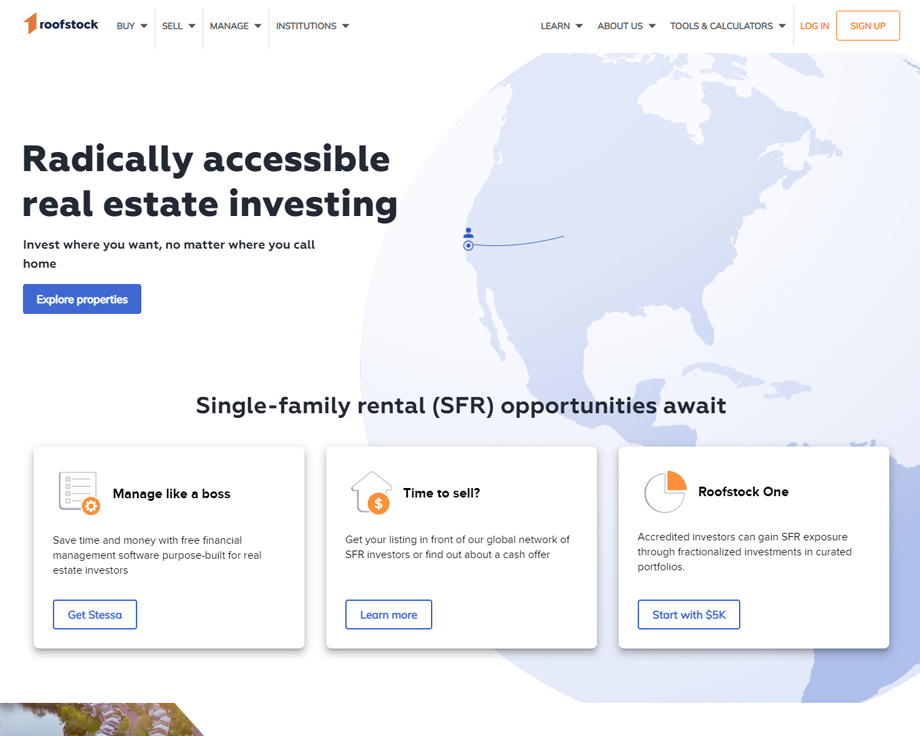 roofstock
BUY
SELL
MANAGE
INSTITUTIONS
LEARN
ABOUT US
TOOLS & CALCULATORS
LOG IN
SIGN UP
Radically accessible
real estate investing
Invest where you want, no matter where you call
home
Explore properties
Single-family rental (SFR) opportunities await
Manage like a boss
Save time and money with free financial
management software purpose-built for real
estate investors
Get Stessa
Time to sell?
$
Get your listing in front of our global network of
SFR investors or find out about a cash offer
Learn more
Roofstock One
Accredited investors can gain SFR exposure
through fractionalized investments in curated
portfolios.
Start with $5K